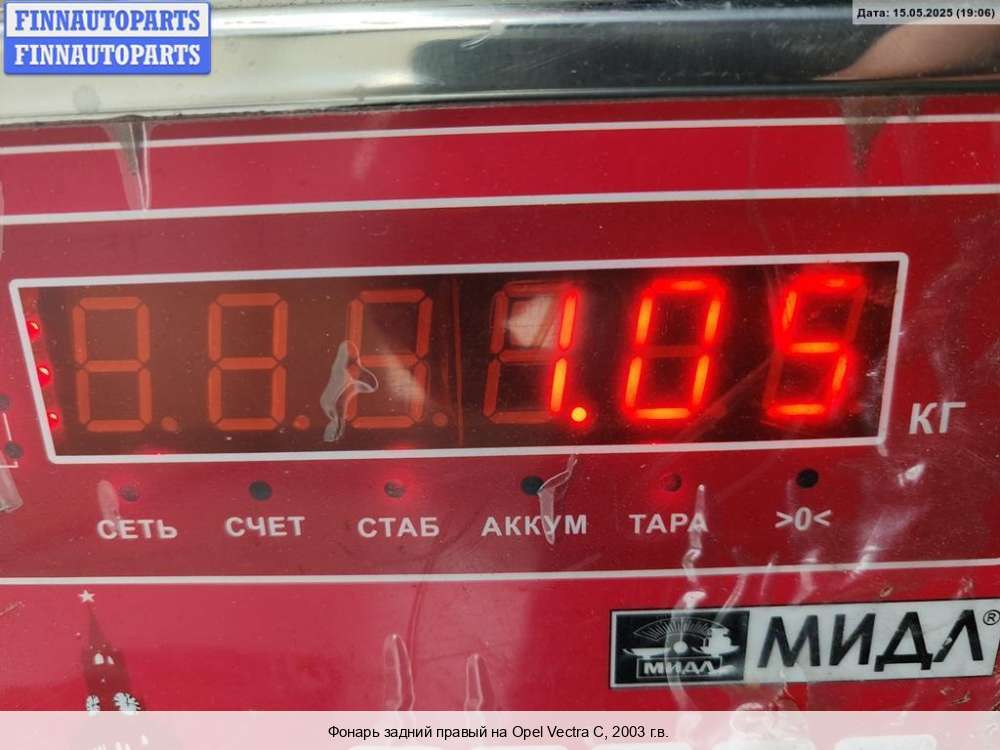 FINNAUTOPARTS
FINNAUTOPARTS
Дата: 15.05.2025 (19:06)
1.05
КГ
СЕТЬ СЧЕТ СТАБ АККУМ ТАРА >0<
МИДЛ МИДЛ®
Фонарь задний правый на Opel Vectra C, 2003 г.в.